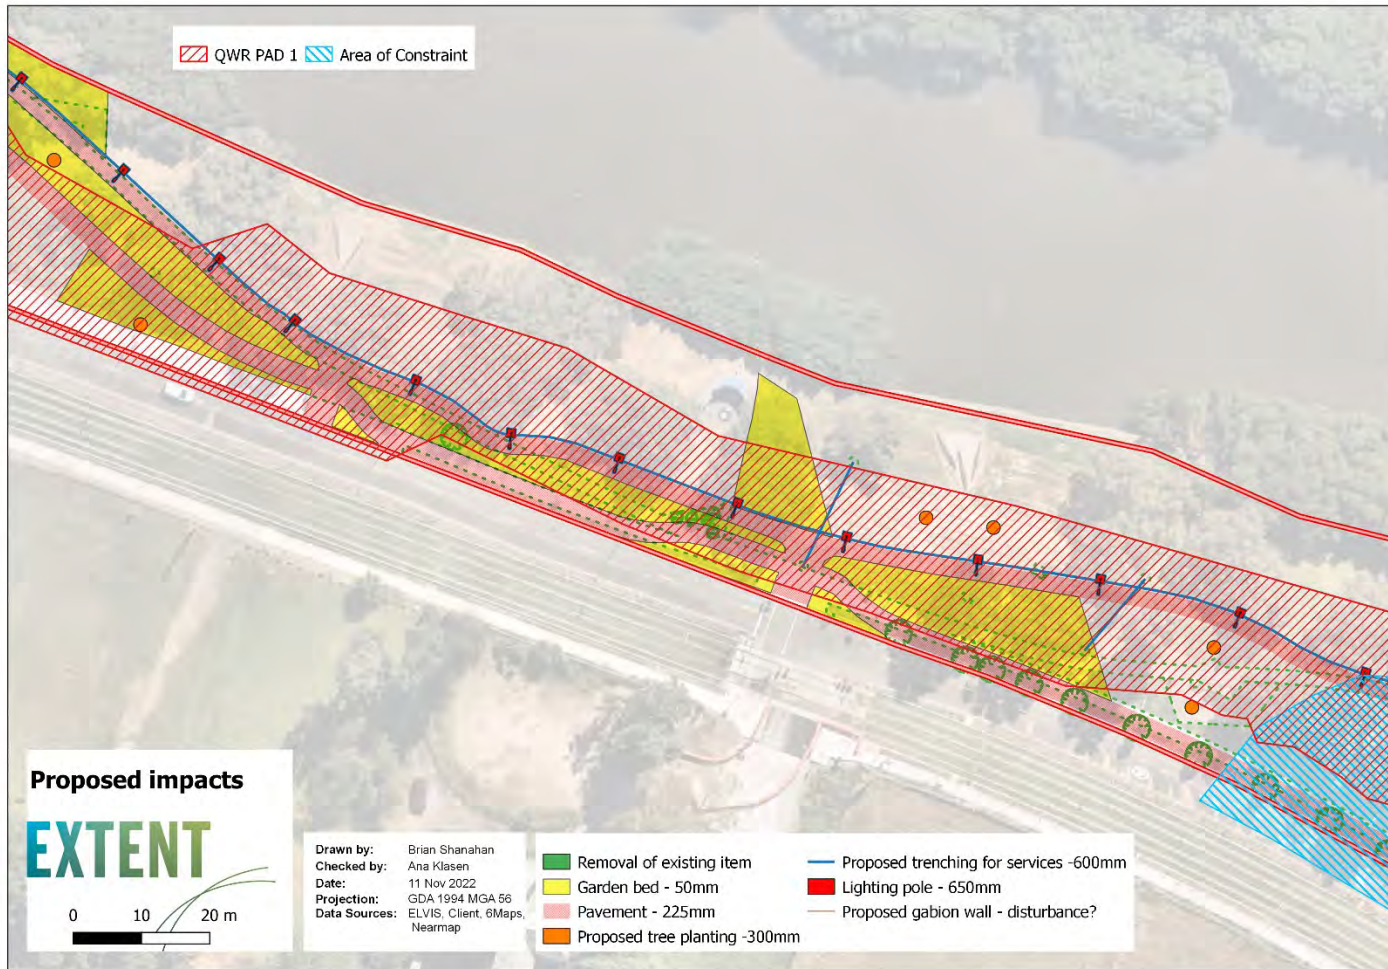 QWR PAD 1 Area of Constraint
Proposed impacts
EXTENT
0 10 20 m
Drawn by: Brian Shanahan
Checked by: Ana Klasen
Date: 11 Nov 2022
Projection: GDA 1994 MGA 56
Data Sources: ELVIS, Client, 6Maps,
Nearmap
Removal of existing item
Garden bed - 50mm
Pavement - 225mm
Proposed tree planting -300mm
Proposed trenching for services -600mm
Lighting pole - 650mm
Proposed gabion wall - disturbance?